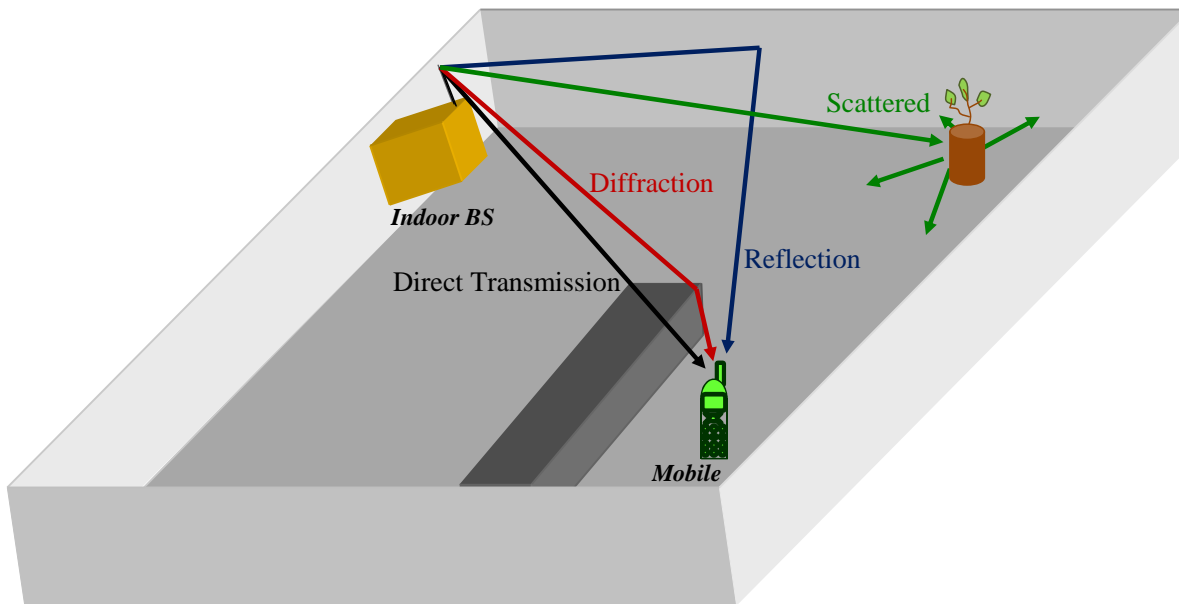 Scattered
Diffraction
Indoor BS
Reflection
Direct Transmission
Mobile